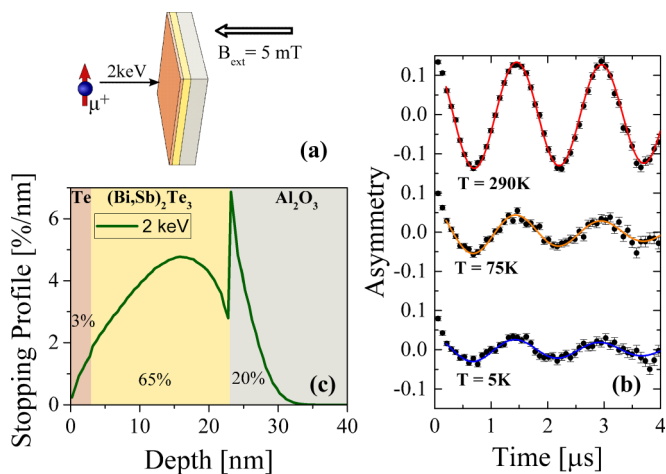 (a)
2keV
B_ext = 5 mT
μ⁺
Te
(Bi,Sb)₂Te₃
Al₂O₃
2 keV
3%
65%
20%
(c)
Stopping Profile [%/nm]
0
2
4
6
0
10
20
30
40
Depth [nm]
(b)
T = 290K
T = 75K
T = 5K
Asymmetry
0.1
0.0
-0.1
0.1
0.0
0.1
0.0
-0.1
0
1
2
3
4
Time [μs]